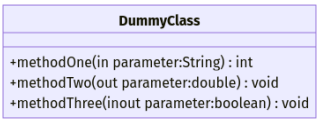 DummyClass
+methodOne(in parameter:String) : int
+methodTwo(out parameter:double) : void
+methodThree(inout parameter:boolean) : void